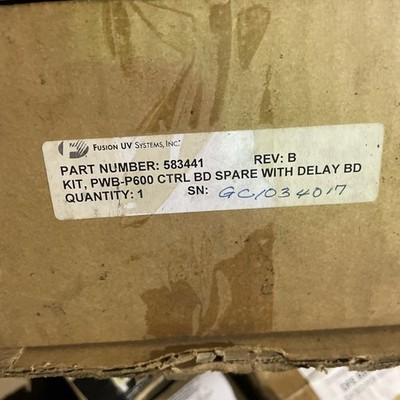 FUSION UV SYSTEMS, INC.
PART NUMBER: 583441 REV: B
KIT, PWB-P600 CTRL BD SPARE WITH DELAY BD
QUANTITY: 1 SN: GC1034017